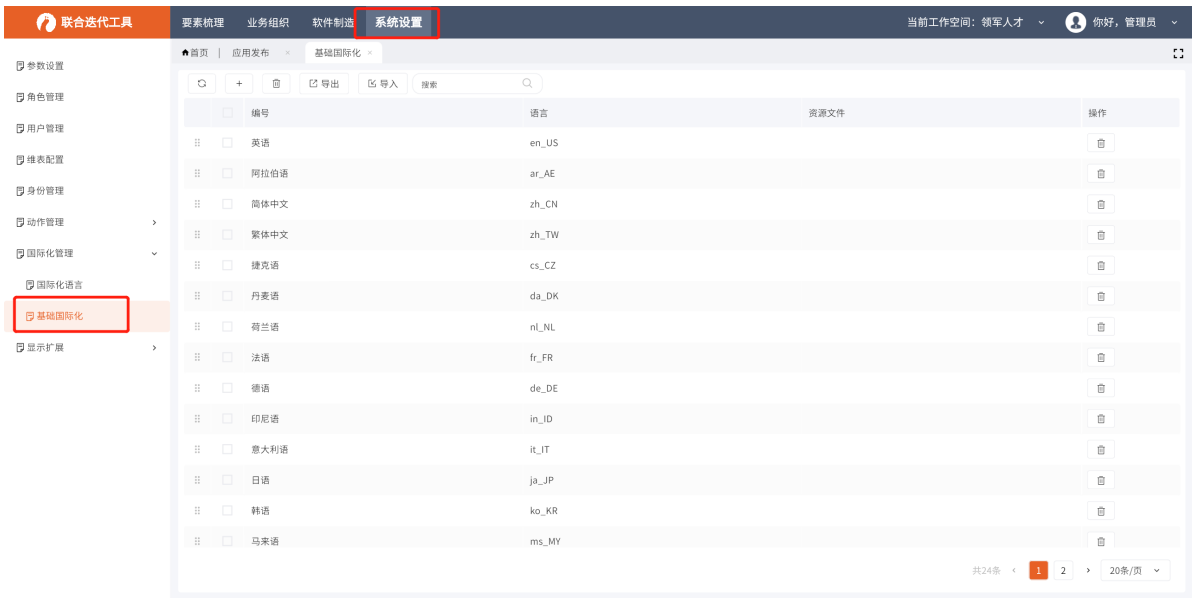 联合迭代工具 要素梳理 业务组织 软件制造 系统设置 当前工作空间: 领军人才 你好, 管理员
首页 | 应用发布 × 基础国际化 ×
参数设置
角色管理
用户管理
维表配置
身份管理
动作管理
国际化管理
国际化语言
基础国际化
显示扩展
+ 导出 导入 搜索
编号 语言 资源文件 操作
英语 en_US
阿拉伯语 ar_AE
简体中文 zh_CN
繁体中文 zh_TW
捷克语 cs_CZ
丹麦语 da_DK
荷兰语 nl_NL
法语 fr_FR
德语 de_DE
印尼语 in_ID
意大利语 it_IT
日语 ja_JP
韩语 ko_KR
马来语 ms_MY
共24条 < 1 2 > 20条/页